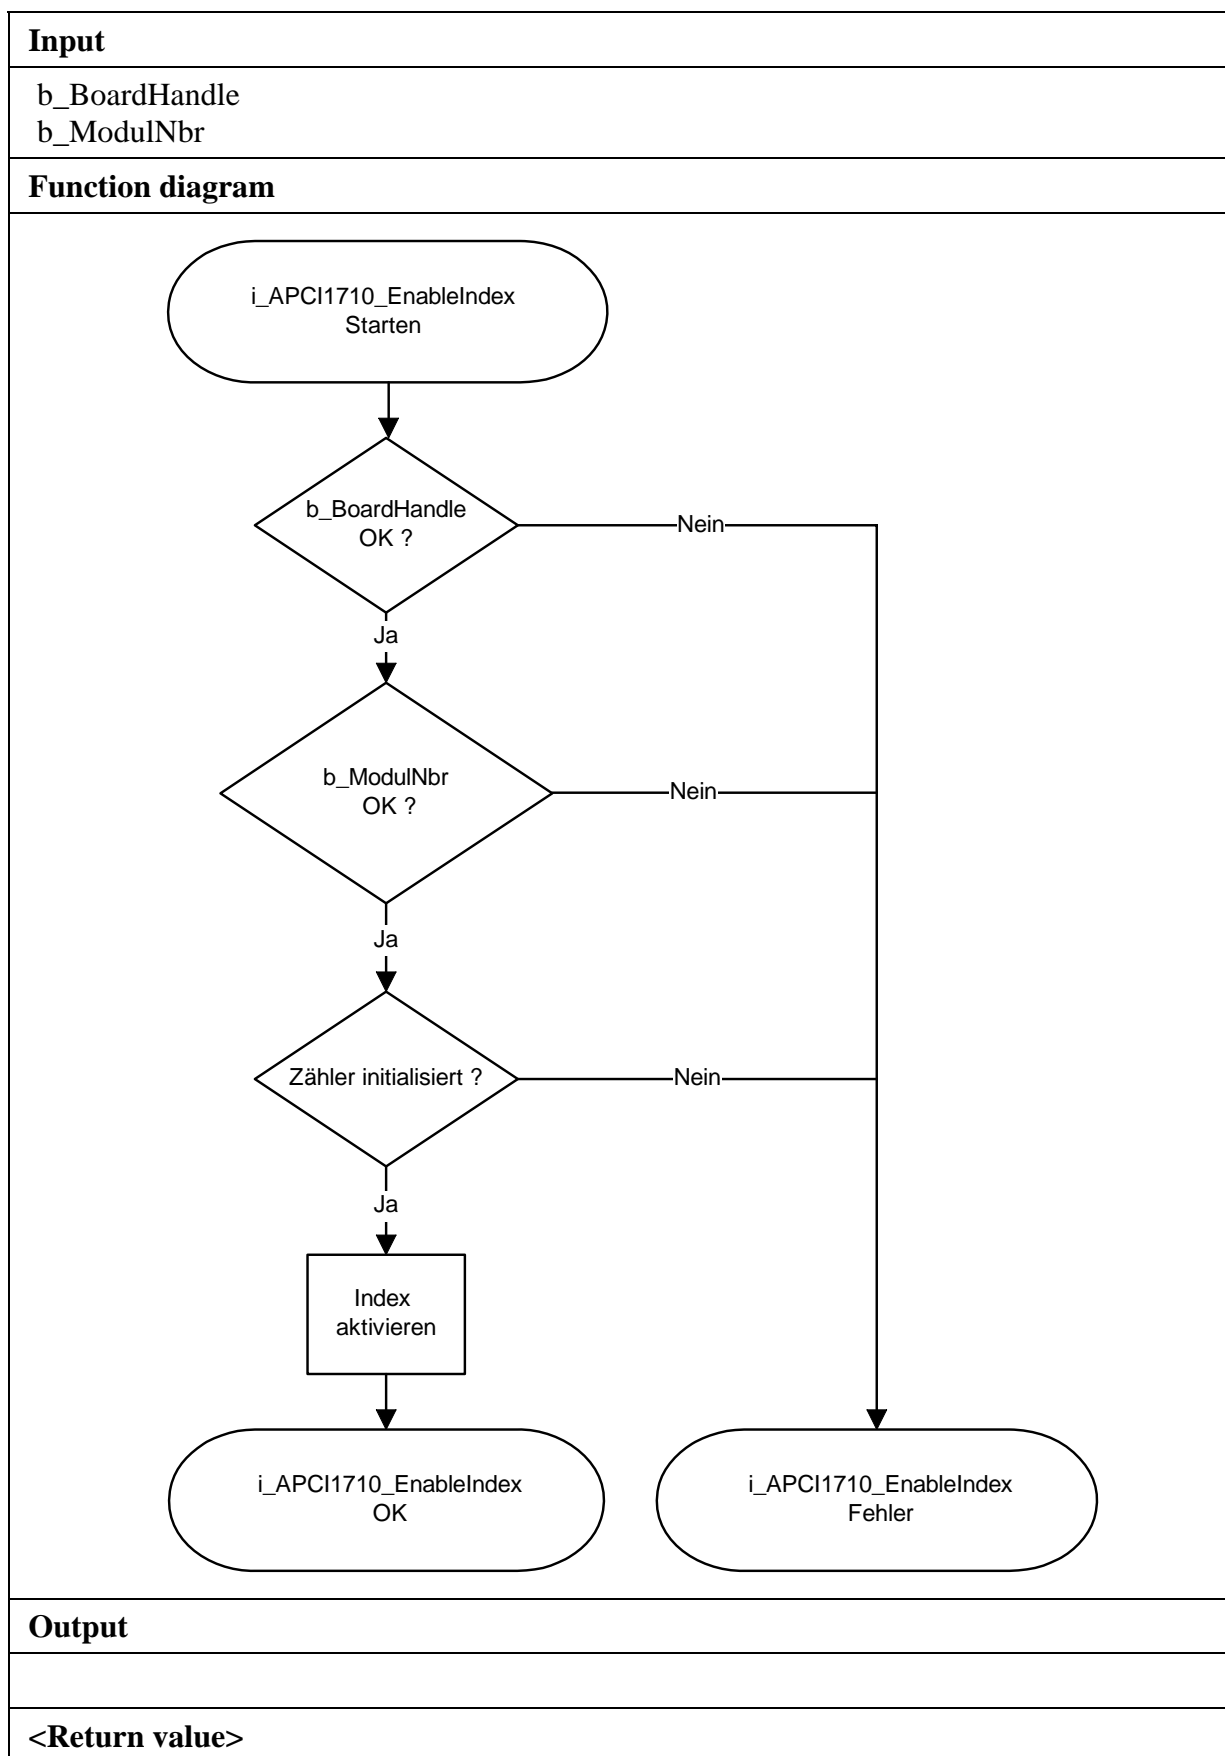 Input
b_BoardHandle
b_ModulNbr
Function diagram
i_APCI1710_EnableIndex
Starten
b_BoardHandle
OK ?
Nein
Ja
b_ModulNbr
OK ?
Nein
Ja
Zähler initialisiert ?
Nein
Ja
Index
aktivieren
i_APCI1710_EnableIndex
OK
i_APCI1710_EnableIndex
Fehler
Output
<Return value>